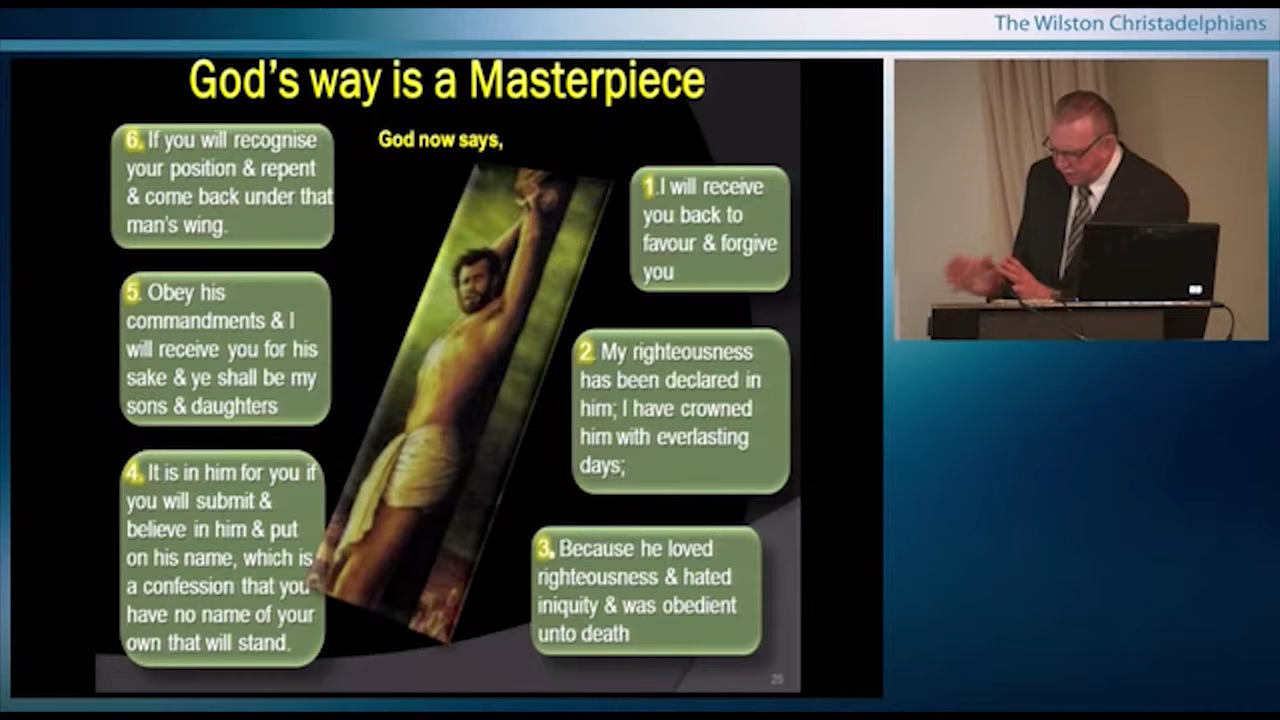 The Wilston Christadelphians
God's way is a Masterpiece
God now says,
1.I will receive
you back to
favour & forgive
you
2. My righteousness
has been declared in
him; I have crowned
him with everlasting
days;
3. Because he loved
righteousness & hated
iniquity & was obedient
unto death
4. It is in him for you if
you will submit &
believe in him & put
on his name, which is
a confession that you
have no name of your
own that will stand.
5. Obey his
commandments & I
will receive you for his
sake & ye shall be my
sons & daughters
6. If you will recognise
your position & repent
& come back under that
man's wing.
25